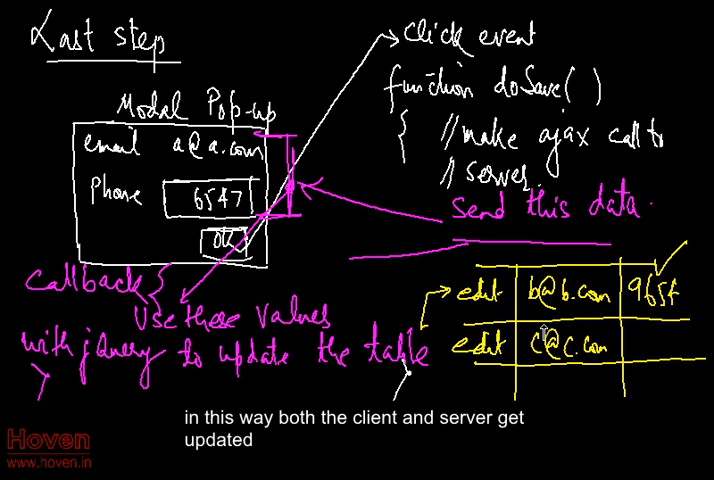 Last step
click event
function doSave( )
{ //make ajax call to
// server
Send this data.
Modal Pop-up
email a@a.com
Phone 6547
OK
Callback {
Use these values
with jQuery to update the table
edit b@b.com 965+
edit c@c.com
in this way both the client and server get
updated
Hoven
www.hoven.in